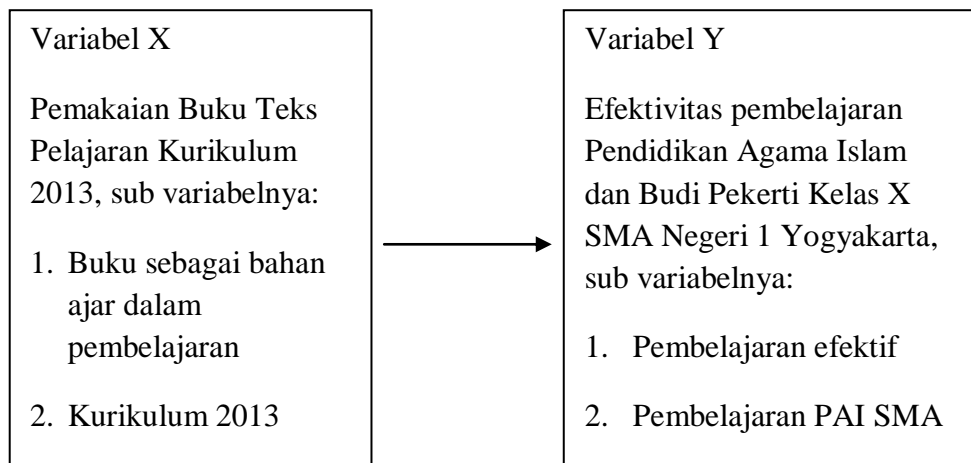 Variabel X
Pemakaian Buku Teks
Pelajaran Kurikulum
2013, sub variabelnya:
1. Buku sebagai bahan
ajar dalam
pembelajaran
2. Kurikulum 2013
Variabel Y
Efektivitas pembelajaran
Pendidikan Agama Islam
dan Budi Pekerti Kelas X
SMA Negeri 1 Yogyakarta,
sub variabelnya:
1. Pembelajaran efektif
2. Pembelajaran PAI SMA